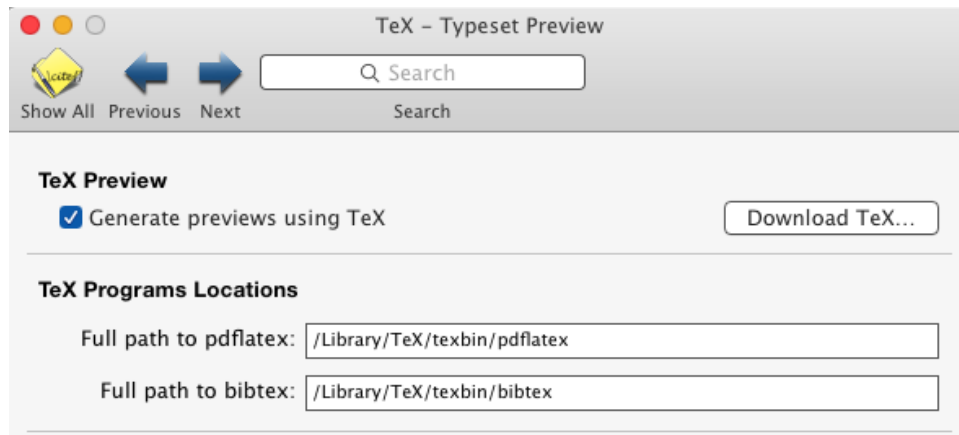 TeX – Typeset Preview
\cite{}
Search
Show All Previous Next Search
TeX Preview
Generate previews using TeX
Download TeX...
TeX Programs Locations
Full path to pdflatex: /Library/TeX/texbin/pdflatex
Full path to bibtex: /Library/TeX/texbin/bibtex